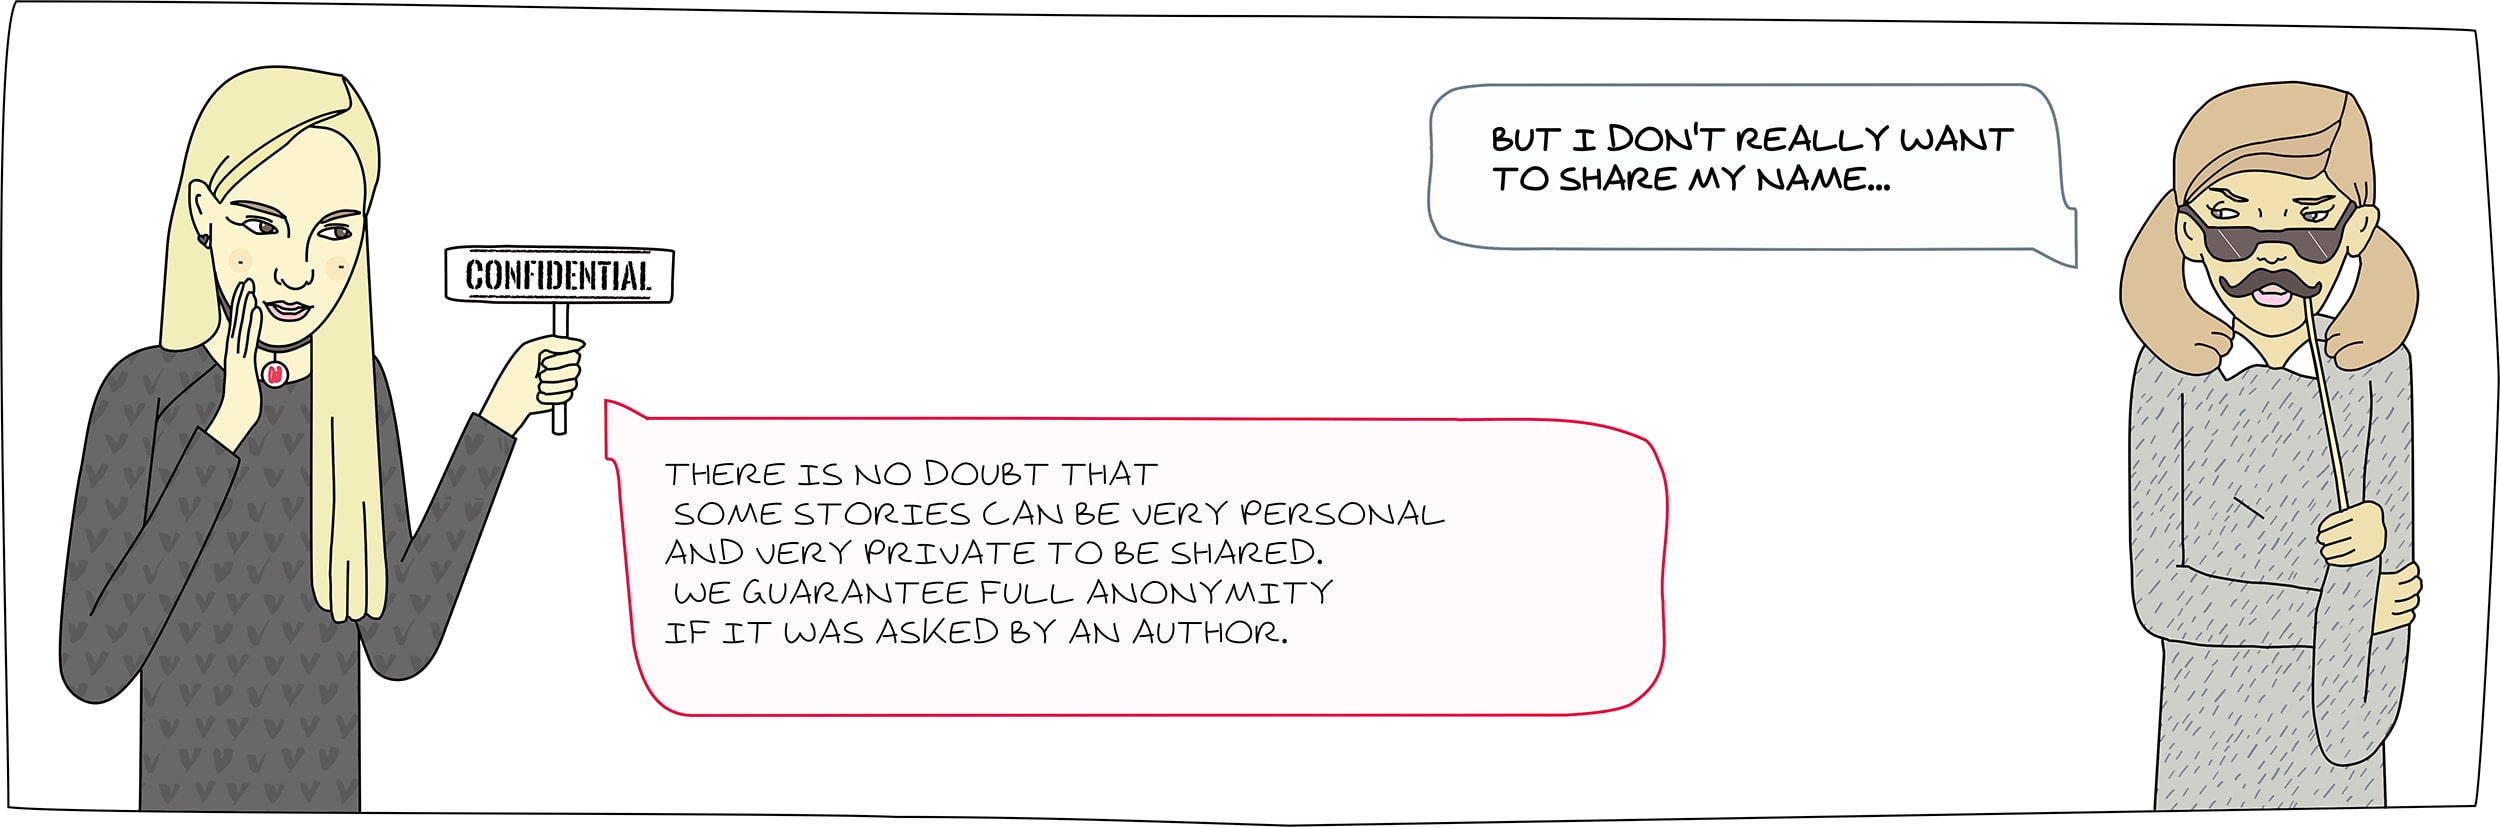 BUT I DON'T REALLY WANT
TO SHARE MY NAME...
CONFIDENTIAL
THERE IS NO DOUBT THAT
SOME STORIES CAN BE VERY PERSONAL
AND VERY PRIVATE TO BE SHARED.
WE GUARANTEE FULL ANONYMITY
IF IT WAS ASKED BY AN AUTHOR.
N